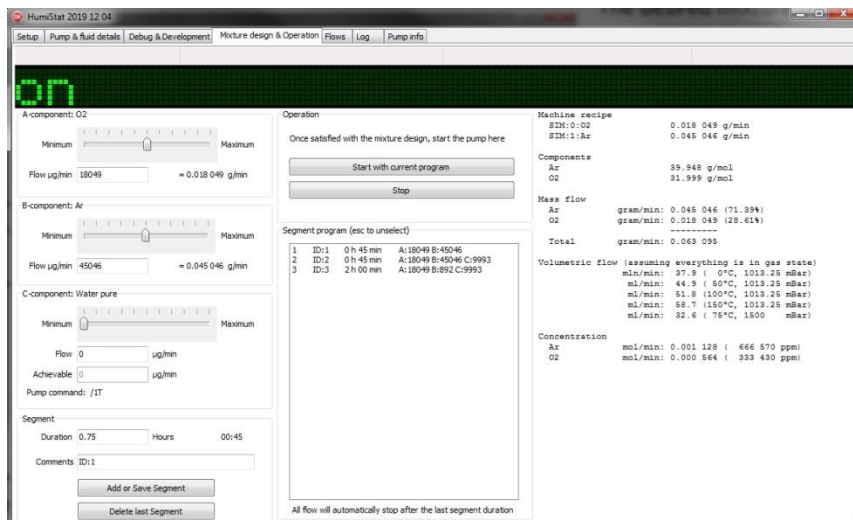 HumiStat 2019 12 04
Setup Pump & fluid details Debug & Development Mixture design & Operation Flows Log Pump info
on
A-component: O2
Minimum Maximum
Flow µg/min 18049 = 0.018 049 g/min
B-component: Ar
Minimum Maximum
Flow µg/min 45046 = 0.045 046 g/min
C-component: Water pure
Minimum Maximum
Flow 0 µg/min
Achievable 0 µg/min
Pump command: /1T
Segment
Duration 0.75 Hours 00:45
Comments ID:1
Add or Save Segment
Delete last Segment
Operation
Once satisfied with the mixture design, start the pump here
Start with current program
Stop
Segment program (esc to unselect)
1 ID:1 0 h 45 min A:18049 B:45046
2 ID:2 0 h 45 min A:18049 B:45046 C:9993
3 ID:3 2 h 00 min A:18049 B:892 C:9993
All flow will automatically stop after the last segment duration
Machine recipe
SIM:0:O2 0.018 049 g/min
SIM:1:Ar 0.045 046 g/min
Components
Ar 39.948 g/mol
O2 31.999 g/mol
Mass flow
Ar gram/min: 0.045 046 (71.39%)
O2 gram/min: 0.018 049 (28.61%)
---------
Total gram/min: 0.063 095
Volumetric flow (assuming everything is in gas state)
mln/min: 37.9 ( 0°C, 1013.25 mBar)
ml/min: 44.9 ( 50°C, 1013.25 mBar)
ml/min: 51.8 (100°C, 1013.25 mBar)
ml/min: 58.7 (150°C, 1013.25 mBar)
ml/min: 32.6 ( 75°C, 1500 mBar)
Concentration
Ar mol/min: 0.001 128 ( 666 570 ppm)
O2 mol/min: 0.000 564 ( 333 430 ppm)